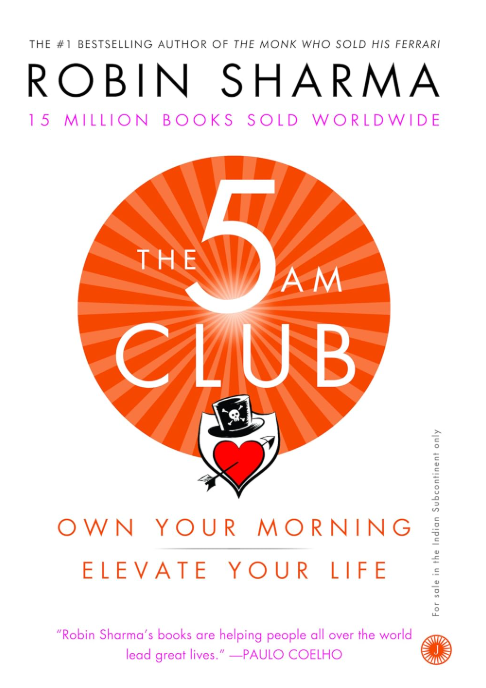 THE #1 BESTSELLING AUTHOR OF THE MONK WHO SOLD HIS FERRARI
ROBIN SHARMA
15 MILLION BOOKS SOLD WORLDWIDE
THE 5 AM
CLUB
OWN YOUR MORNING
ELEVATE YOUR LIFE
For sale in the Indian Subcontinent only
“Robin Sharma’s books are helping people all over the world
lead great lives.” —PAULO COELHO
J